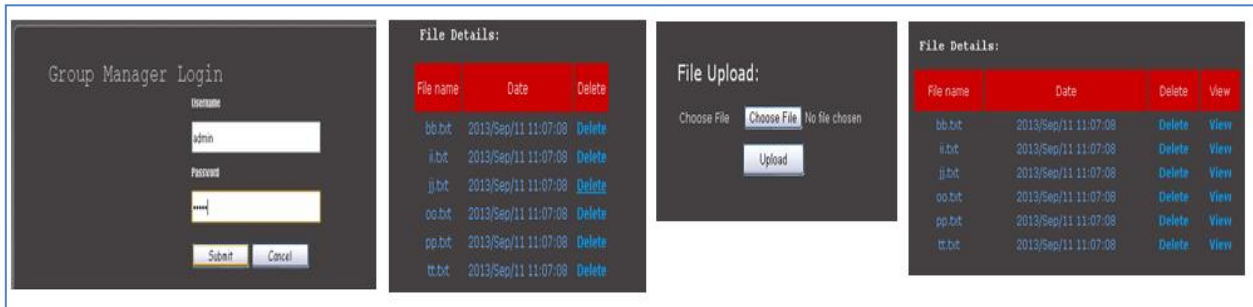 Group Manager Login
Username
admin
Password
•••••
Submit Cancel
File Details:
File name Date Delete
bb.txt 2013/Sep/11 11:07:08 Delete
ii.txt 2013/Sep/11 11:07:08 Delete
jj.txt 2013/Sep/11 11:07:08 Delete
oo.txt 2013/Sep/11 11:07:08 Delete
pp.txt 2013/Sep/11 11:07:08 Delete
tt.txt 2013/Sep/11 11:07:08 Delete
File Upload:
Choose File Choose File No file chosen
Upload
File Details:
File name Date Delete View
bb.txt 2013/Sep/11 11:07:08 Delete View
ii.txt 2013/Sep/11 11:07:08 Delete View
jj.txt 2013/Sep/11 11:07:08 Delete View
oo.txt 2013/Sep/11 11:07:08 Delete View
pp.txt 2013/Sep/11 11:07:08 Delete View
tt.txt 2013/Sep/11 11:07:08 Delete View